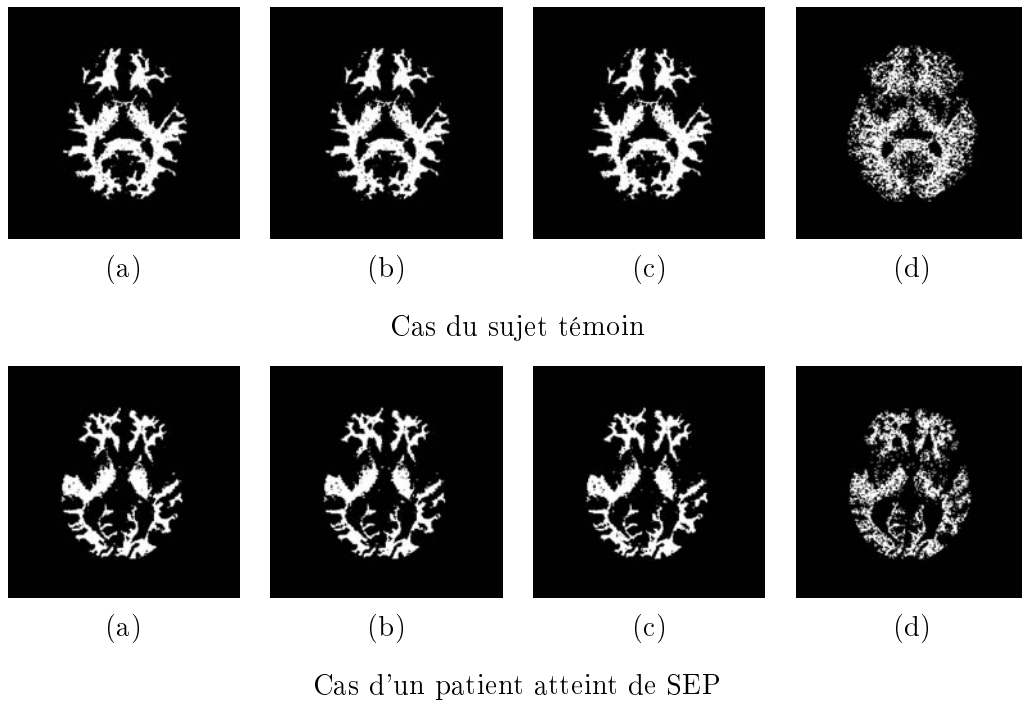 (a) (b) (c) (d)
Cas du sujet témoin
(a) (b) (c) (d)
Cas d'un patient atteint de SEP